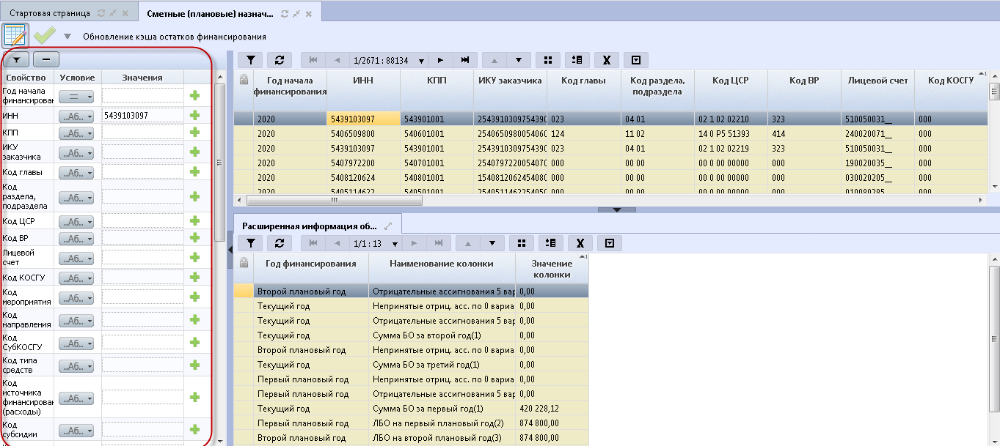 Стартовая страница
Сметные (плановые) назнач...
Обновление кэша остатков финансирования
Свойство Условие Значения
Год начала
финансирован
ИНН ..Аб.. 5439103097
КПП ..Аб..
ИКУ
заказчика ..Аб..
Код главы ..Аб..
Код
раздела,
подраздела ..Аб..
Код ЦСР ..Аб..
Код ВР ..Аб..
Лицевой
счет ..Аб..
Код КОСГУ ..Аб..
Код
мероприятия ..Аб..
Код
направления ..Аб..
Код
СубКОСГУ ..Аб..
Код типа
средств ..Аб..
Код
источника
финансирован
(расходы) ..Аб..
Код
субсидии ..Аб..
1/2671 : 88134
Год начала
финансирования ИНН КПП ИКУ заказчика Код главы Код раздела,
подраздела Код ЦСР Код ВР Лицевой счет Код КОСГУ 1
2020 5439103097 543901001 2543910309754390 023 04 01 02 1 02 02210 323 510050031__ 000
2020 5406509800 540601001 2540650980054060 124 11 02 14 0 P5 51393 414 240020071__ 000
2020 5439103097 543901001 2543910309754390 023 04 01 02 1 02 02219 323 510050031__ 000
2020 5407972200 540701001 2540797220054070 000 00 00 00 0 00 00000 000 190020035__ 000
2020 5408120624 540801001 1540812062454080 000 00 00 00 0 00 00000 000 030020205__ 000
2020 5405114622 540501001 2540511462254050 000 00 00 00 0 00 00000 000 010080285__ 000
Расширенная информация об...
1/1 : 13
Год финансирования Наименование колонки Значение
колонки 1
Второй плановый год Отрицательные ассигнования 5 вар 0,00
Текущий год Непринятые отриц. асс. по 0 вариа 0,00
Текущий год Отрицательные ассигнования 5 вар 0,00
Текущий год Сумма БО за второй год(1) 0,00
Второй плановый год Непринятые отриц. асс. по 0 вариа 0,00
Текущий год Сумма БО за третий год(1) 0,00
Первый плановый год Непринятые отриц. асс. по 0 вариа 0,00
Первый плановый год Отрицательные ассигнования 5 вар 0,00
Текущий год Сумма БО за первый год(1) 420 228,12
Первый плановый год ЛБО на первый плановый год(2) 874 800,00
Второй плановый год ЛБО на второй плановый год(3) 874 800,00